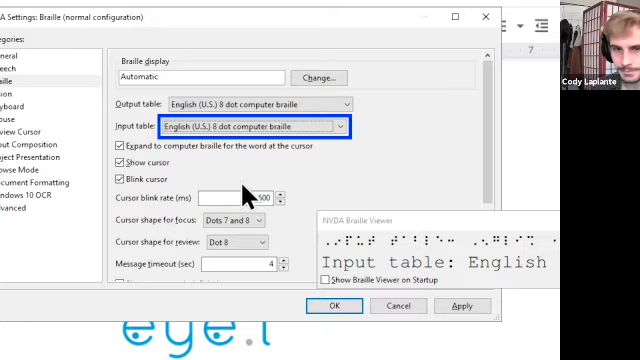 A Settings: Braille (normal configuration)
egories:
eneral
eech
aille
sion
yboard
ouse
view Cursor
ut Composition
ject Presentation
owse Mode
cument Formatting
indows 10 OCR
vanced
Braille display
Automatic
Change...
Output table: English (U.S.) 8 dot computer braille
Input table: English (U.S.) 8 dot computer braille
Expand to computer braille for the word at the cursor
Show cursor
Blink cursor
Cursor blink rate (ms) 500
Cursor shape for focus: Dots 7 and 8
Cursor shape for review: Dot 8
Message timeout (sec) 4
OK
Cancel
Apply
NVDA Braille Viewer
Input table: English
Show Braille Viewer on Startup
7
Cody Laplante
eye.t